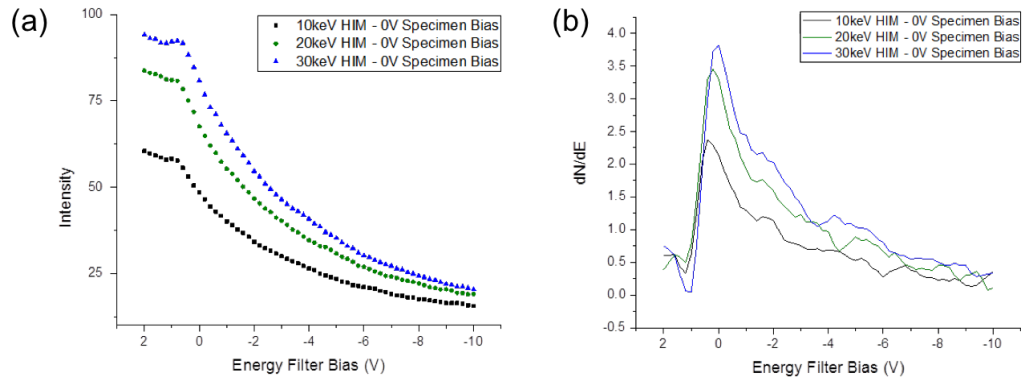 (a)
10keV HIM - 0V Specimen Bias
20keV HIM - 0V Specimen Bias
30keV HIM - 0V Specimen Bias
100
75
50
25
Intensity
2
0
-2
-4
-6
-8
-10
Energy Filter Bias (V)
(b)
10keV HIM - 0V Specimen Bias
20keV HIM - 0V Specimen Bias
30keV HIM - 0V Specimen Bias
4.0
3.5
3.0
2.5
2.0
1.5
1.0
0.5
0.0
-0.5
dN/dE
2
0
-2
-4
-6
-8
-10
Energy Filter Bias (V)